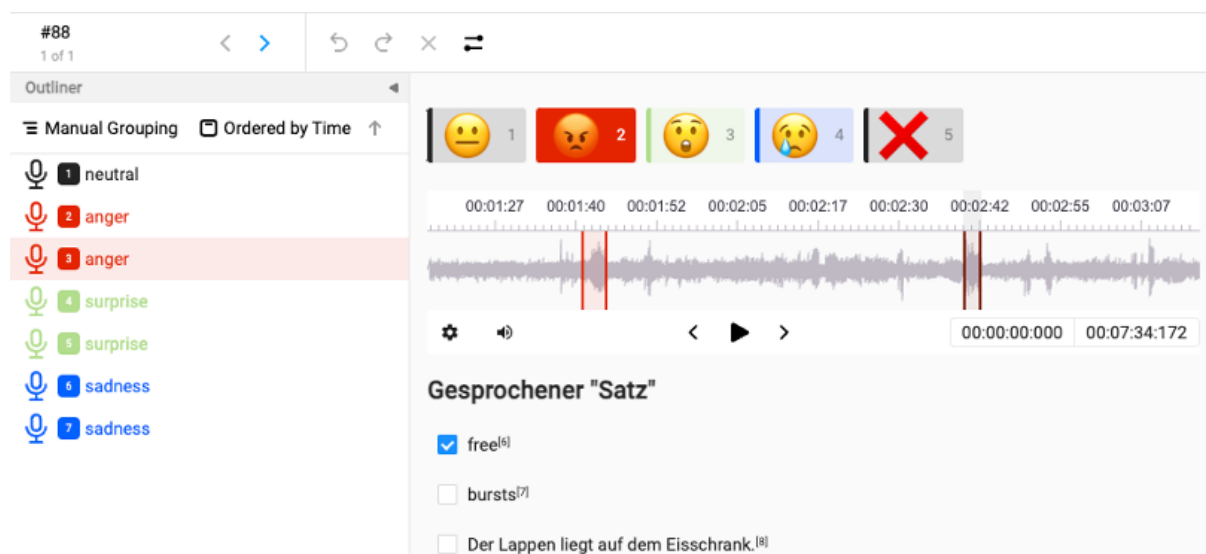 #88
1 of 1
Outliner
Manual Grouping Ordered by Time
1 neutral
2 anger
3 anger
4 surprise
5 surprise
6 sadness
7 sadness
1 2 3 4 5
00:01:27 00:01:40 00:01:52 00:02:05 00:02:17 00:02:30 00:02:42 00:02:55 00:03:07
00:00:00:000 00:07:34:172
Gesprochener "Satz"
free[6]
bursts[7]
Der Lappen liegt auf dem Eisschrank.[8]